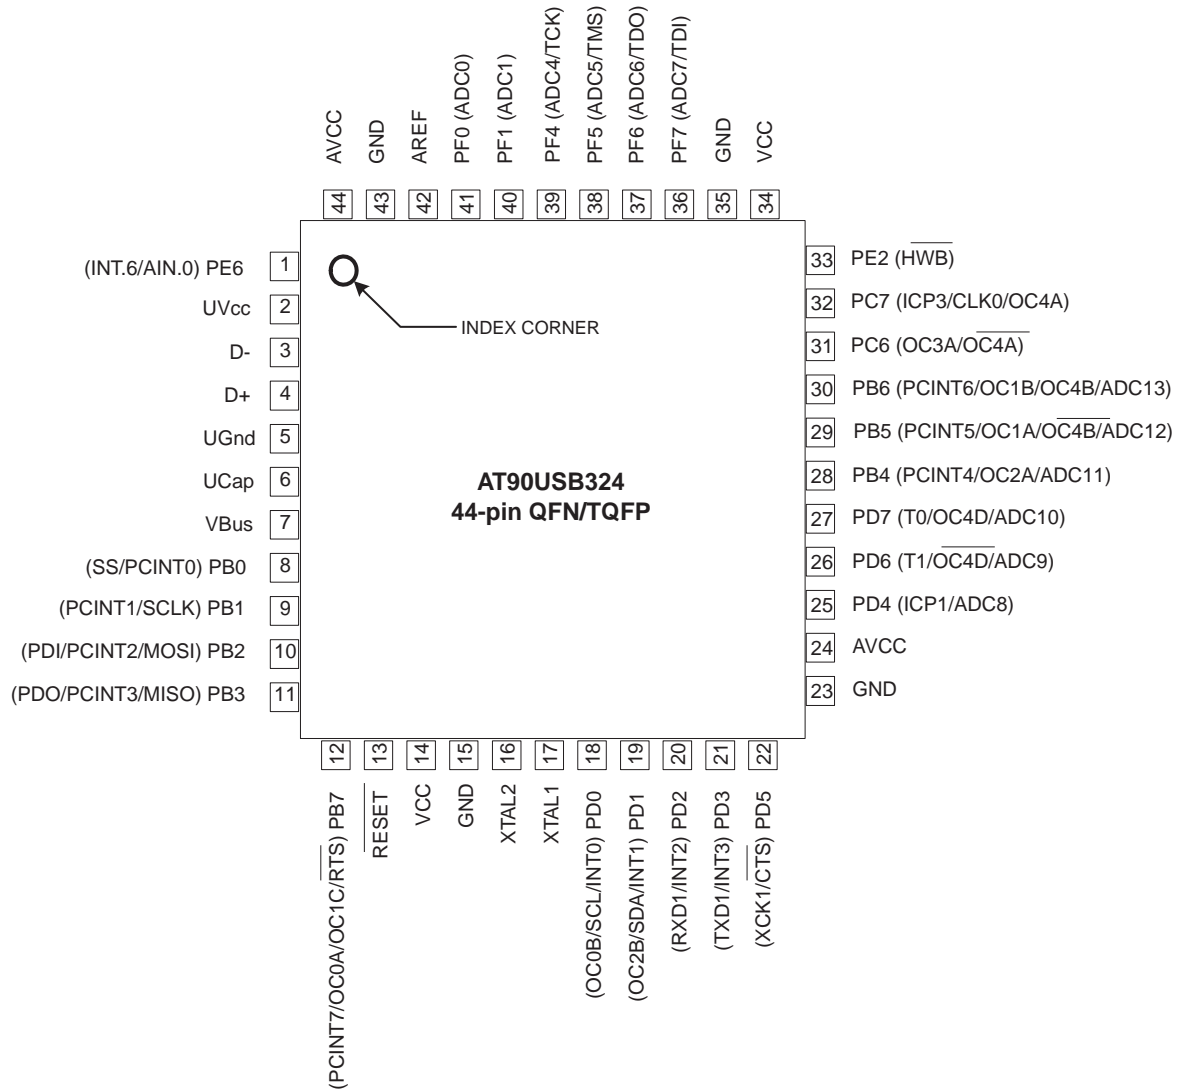 AVCC
GND
AREF
PF0 (ADC0)
PF1 (ADC1)
PF4 (ADC4/TCK)
PF5 (ADC5/TMS)
PF6 (ADC6/TDO)
PF7 (ADC7/TDI)
GND
VCC
44
43
42
41
40
39
38
37
36
35
34
(INT.6/AIN.0) PE6 1
UVcc 2
D- 3
D+ 4
UGnd 5
UCap 6
VBus 7
(SS/PCINT0) PB0 8
(PCINT1/SCLK) PB1 9
(PDI/PCINT2/MOSI) PB2 10
(PDO/PCINT3/MISO) PB3 11
INDEX CORNER
AT90USB324
44-pin QFN/TQFP
33 PE2 (HWB)
32 PC7 (ICP3/CLK0/OC4A)
31 PC6 (OC3A/OC4A)
30 PB6 (PCINT6/OC1B/OC4B/ADC13)
29 PB5 (PCINT5/OC1A/OC4B/ADC12)
28 PB4 (PCINT4/OC2A/ADC11)
27 PD7 (T0/OC4D/ADC10)
26 PD6 (T1/OC4D/ADC9)
25 PD4 (ICP1/ADC8)
24 AVCC
23 GND
12
13
14
15
16
17
18
19
20
21
22
(PCINT7/OC0A/OC1C/RTS) PB7
RESET
VCC
GND
XTAL2
XTAL1
(OC0B/SCL/INT0) PD0
(OC2B/SDA/INT1) PD1
(RXD1/INT2) PD2
(TXD1/INT3) PD3
(XCK1/CTS) PD5